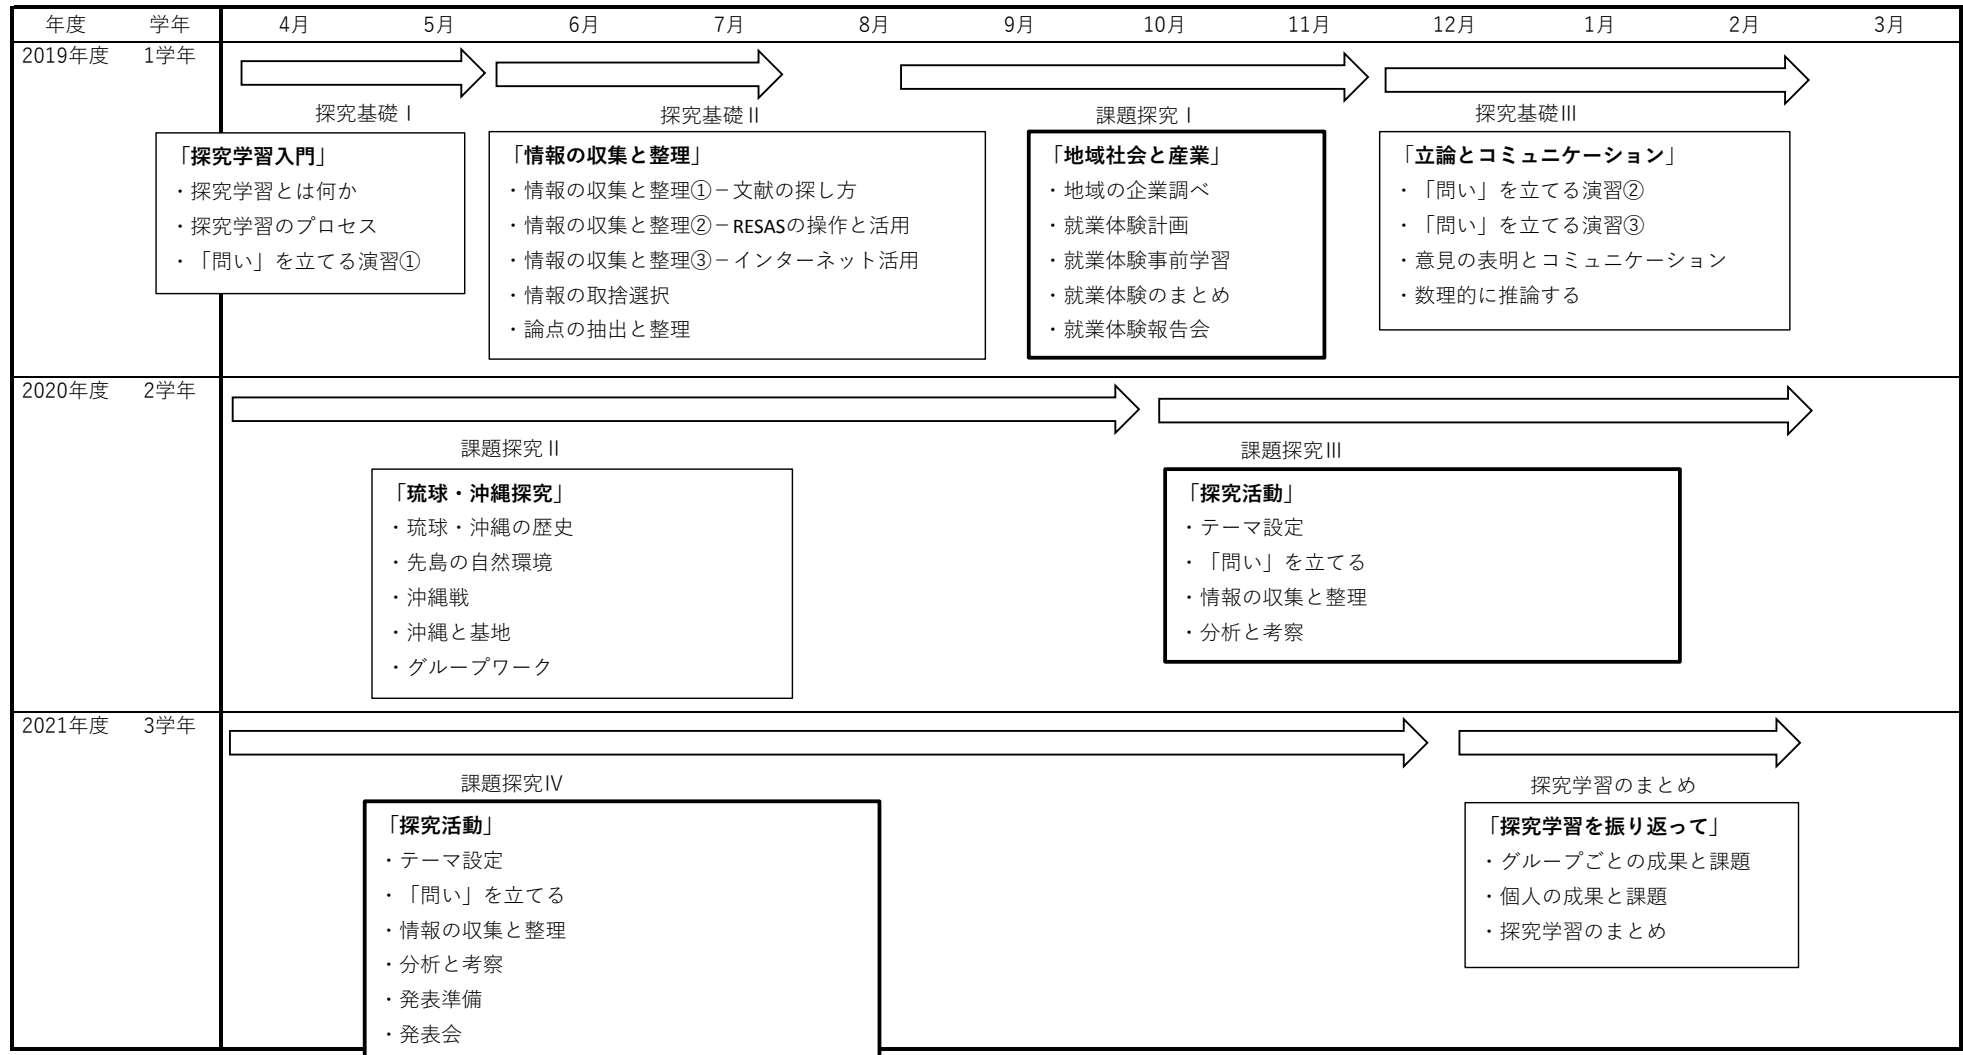 年度 学年 4月 5月 6月 7月 8月 9月 10月 11月 12月 1月 2月 3月
2019年度 1学年
探究基礎Ⅰ
「探究学習入門」
・探究学習とは何か
・探究学習のプロセス
・「問い」を立てる演習①
探究基礎Ⅱ
「情報の収集と整理」
・情報の収集と整理①－文献の探し方
・情報の収集と整理②－RESASの操作と活用
・情報の収集と整理③－インターネット活用
・情報の取捨選択
・論点の抽出と整理
課題探究Ⅰ
「地域社会と産業」
・地域の企業調べ
・就業体験計画
・就業体験事前学習
・就業体験のまとめ
・就業体験報告会
探究基礎Ⅲ
「立論とコミュニケーション」
・「問い」を立てる演習②
・「問い」を立てる演習③
・意見の表明とコミュニケーション
・数理的に推論する
2020年度 2学年
課題探究Ⅱ
「琉球・沖縄探究」
・琉球・沖縄の歴史
・先島の自然環境
・沖縄戦
・沖縄と基地
・グループワーク
課題探究Ⅲ
「探究活動」
・テーマ設定
・「問い」を立てる
・情報の収集と整理
・分析と考察
2021年度 3学年
課題探究Ⅳ
「探究活動」
・テーマ設定
・「問い」を立てる
・情報の収集と整理
・分析と考察
・発表準備
・発表会
探究学習のまとめ
「探究学習を振り返って」
・グループごとの成果と課題
・個人の成果と課題
・探究学習のまとめ